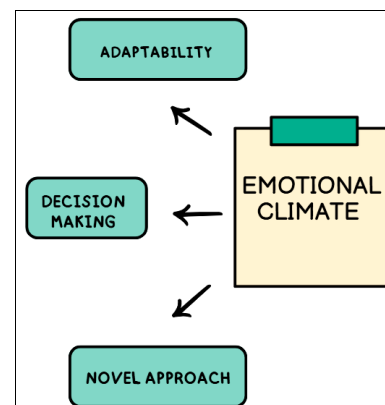 ADAPTABILITY
EMOTIONAL
CLIMATE
DECISION
MAKING
NOVEL APPROACH